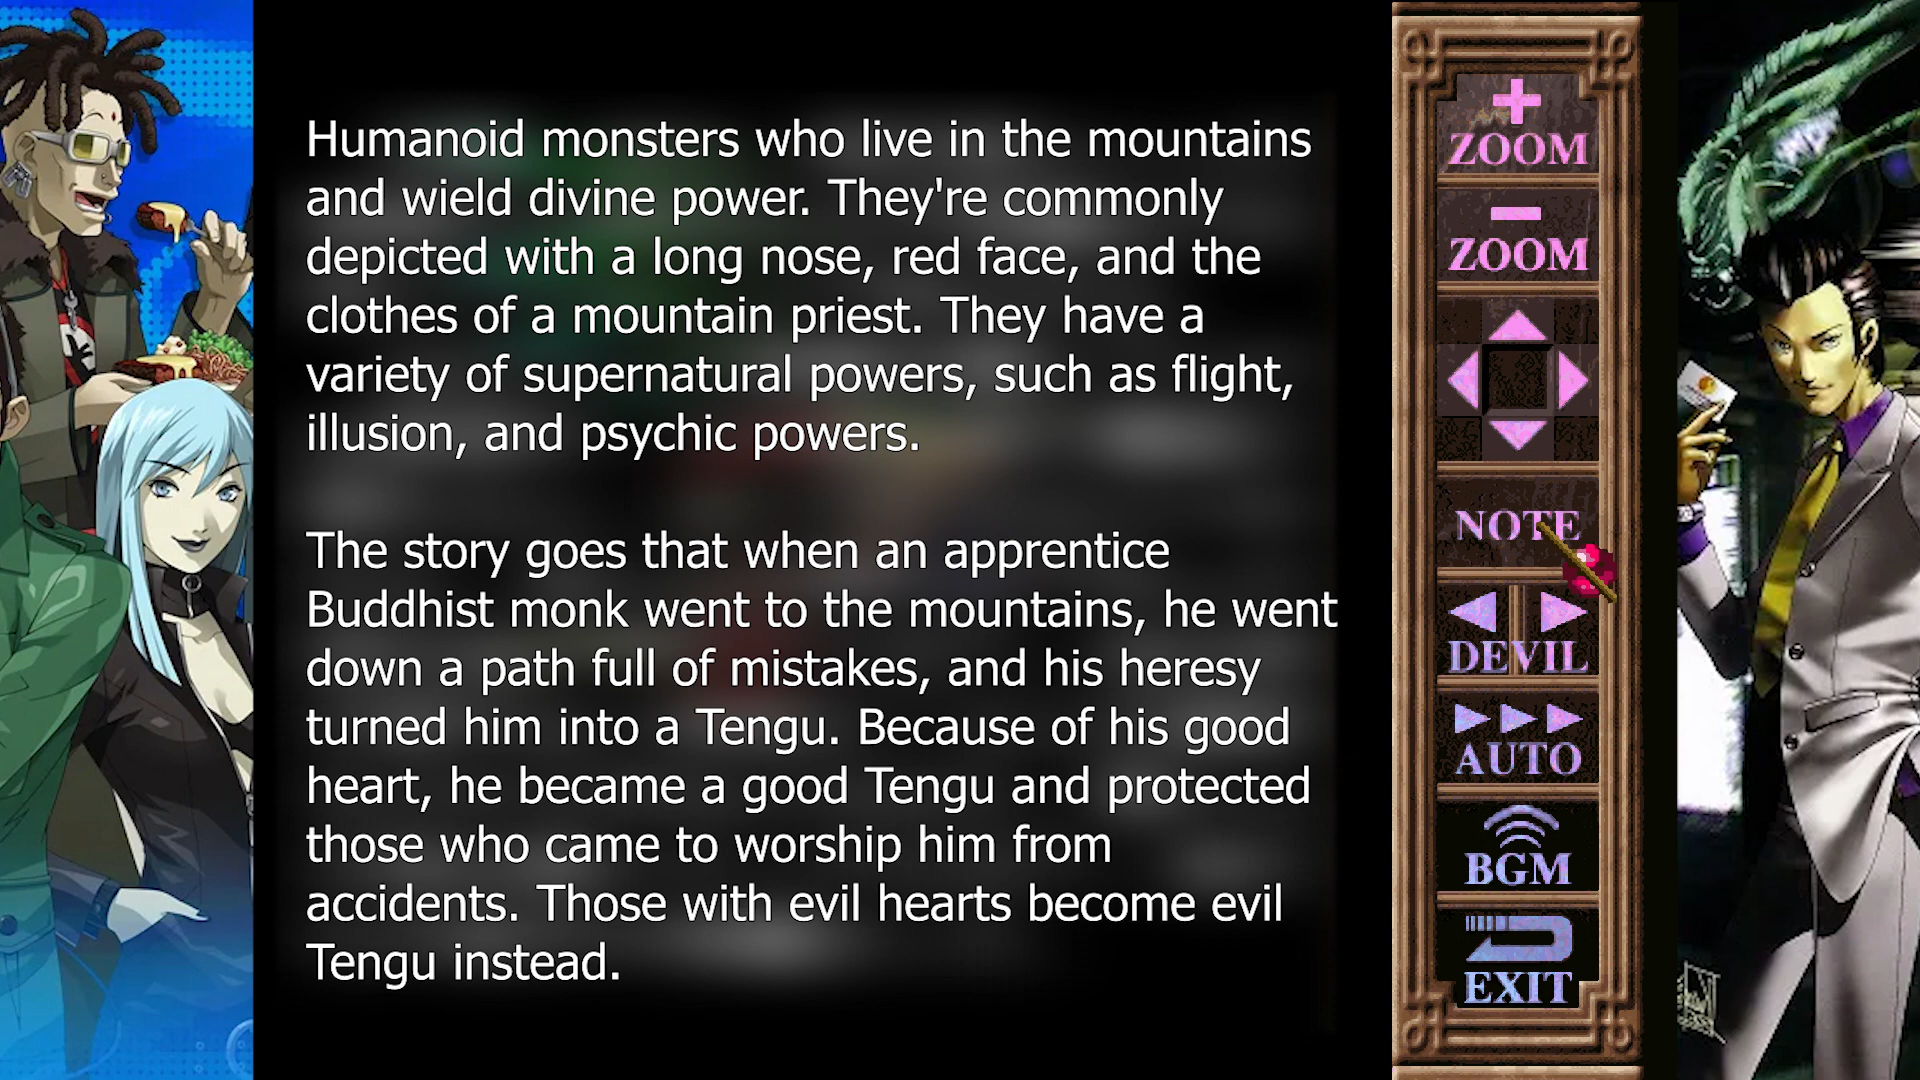 Humanoid monsters who live in the mountains
and wield divine power. They're commonly
depicted with a long nose, red face, and the
clothes of a mountain priest. They have a
variety of supernatural powers, such as flight,
illusion, and psychic powers.
The story goes that when an apprentice
Buddhist monk went to the mountains, he went
down a path full of mistakes, and his heresy
turned him into a Tengu. Because of his good
heart, he became a good Tengu and protected
those who came to worship him from
accidents. Those with evil hearts become evil
Tengu instead.
ZOOM
ZOOM
NOTE
DEVIL
AUTO
BGM
EXIT